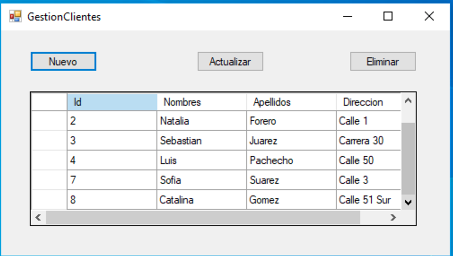 GestionClientes
Nuevo Actualizar Eliminar
Id Nombres Apellidos Direccion
2 Natalia Forero Calle 1
3 Sebastian Juarez Carrera 30
4 Luis Pachecho Calle 50
7 Sofia Suarez Calle 3
8 Catalina Gomez Calle 51 Sur